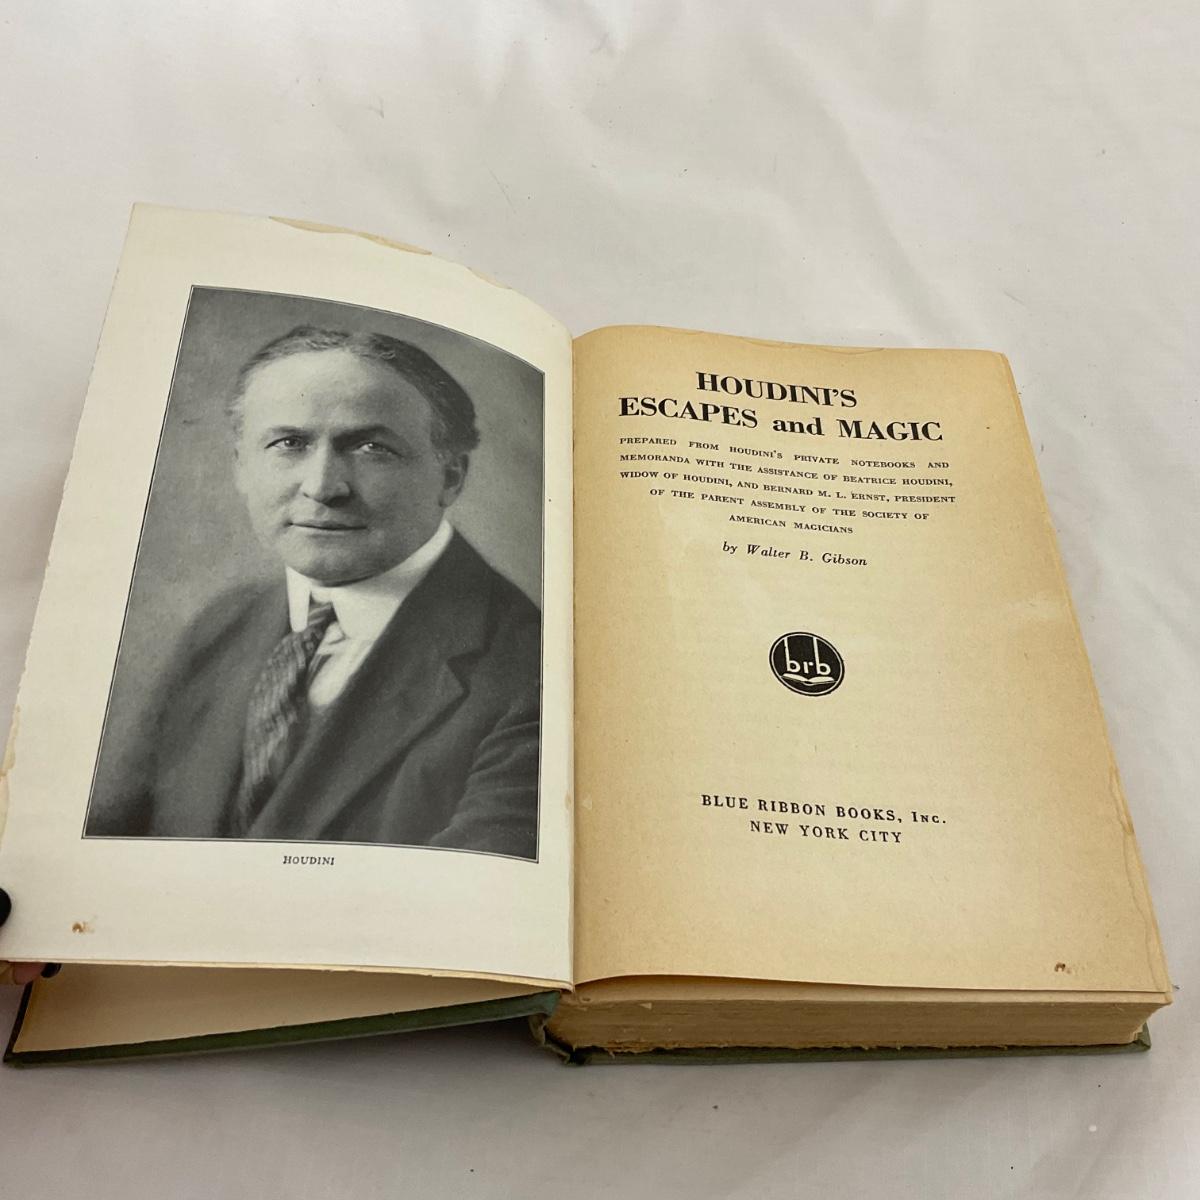 HOUDINI
HOUDINI'S
ESCAPES and MAGIC
PREPARED FROM HOUDINI'S PRIVATE NOTEBOOKS AND
MEMORANDA WITH THE ASSISTANCE OF BEATRICE HOUDINI,
WIDOW OF HOUDINI, AND BERNARD M. L. ERNST, PRESIDENT
OF THE PARENT ASSEMBLY OF THE SOCIETY OF
AMERICAN MAGICIANS
by Walter B. Gibson
brb
BLUE RIBBON BOOKS, INC.
NEW YORK CITY